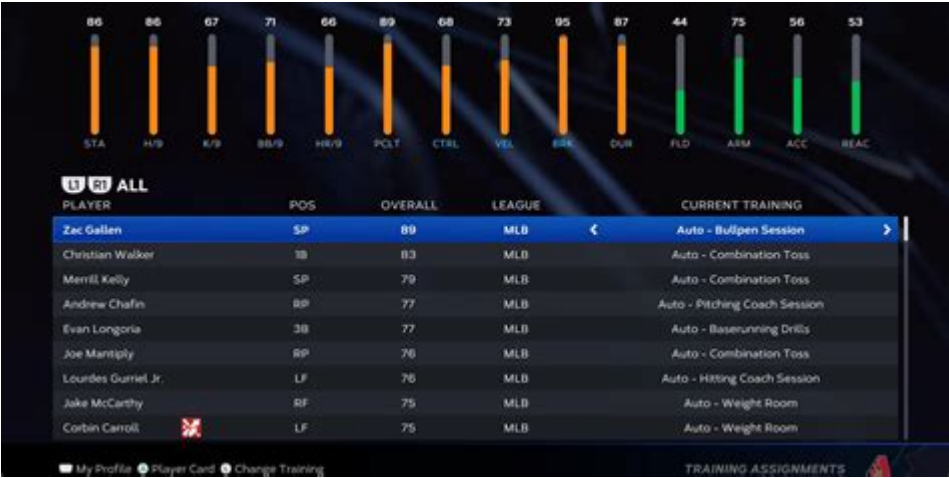 86 86 67 71 66 89 68 73 95 87 44 75 56 53
STA H/9 K/9 BB/9 HR/9 PCLT CTRL VEL BRK DUR FLD ARM ACC REAC
L1 R1 ALL
PLAYER POS OVERALL LEAGUE CURRENT TRAINING
Zac Gallen SP 89 MLB Auto - Bullpen Session
Christian Walker 1B 83 MLB Auto - Combination Toss
Merrill Kelly SP 79 MLB Auto - Combination Toss
Andrew Chafin RP 77 MLB Auto - Pitching Coach Session
Evan Longoria 3B 77 MLB Auto - Baserunning Drills
Joe Mantiply RP 76 MLB Auto - Combination Toss
Lourdes Gurriel Jr. LF 76 MLB Auto - Hitting Coach Session
Jake McCarthy RF 75 MLB Auto - Weight Room
Corbin Carroll LF 75 MLB Auto - Weight Room
My Profile Player Card Change Training TRAINING ASSIGNMENTS